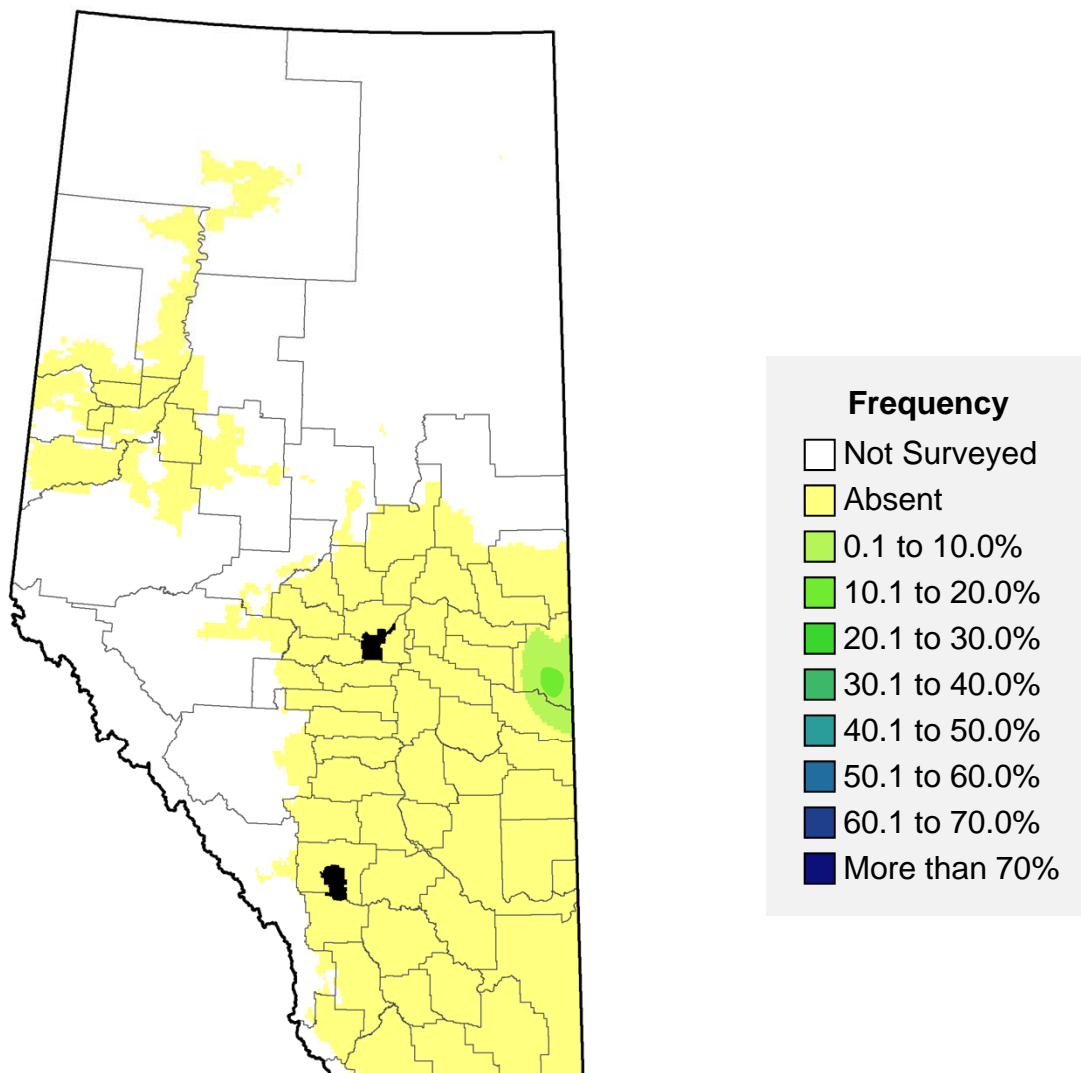 Frequency
Not Surveyed
Absent
0.1 to 10.0%
10.1 to 20.0%
20.1 to 30.0%
30.1 to 40.0%
40.1 to 50.0%
50.1 to 60.0%
60.1 to 70.0%
More than 70%